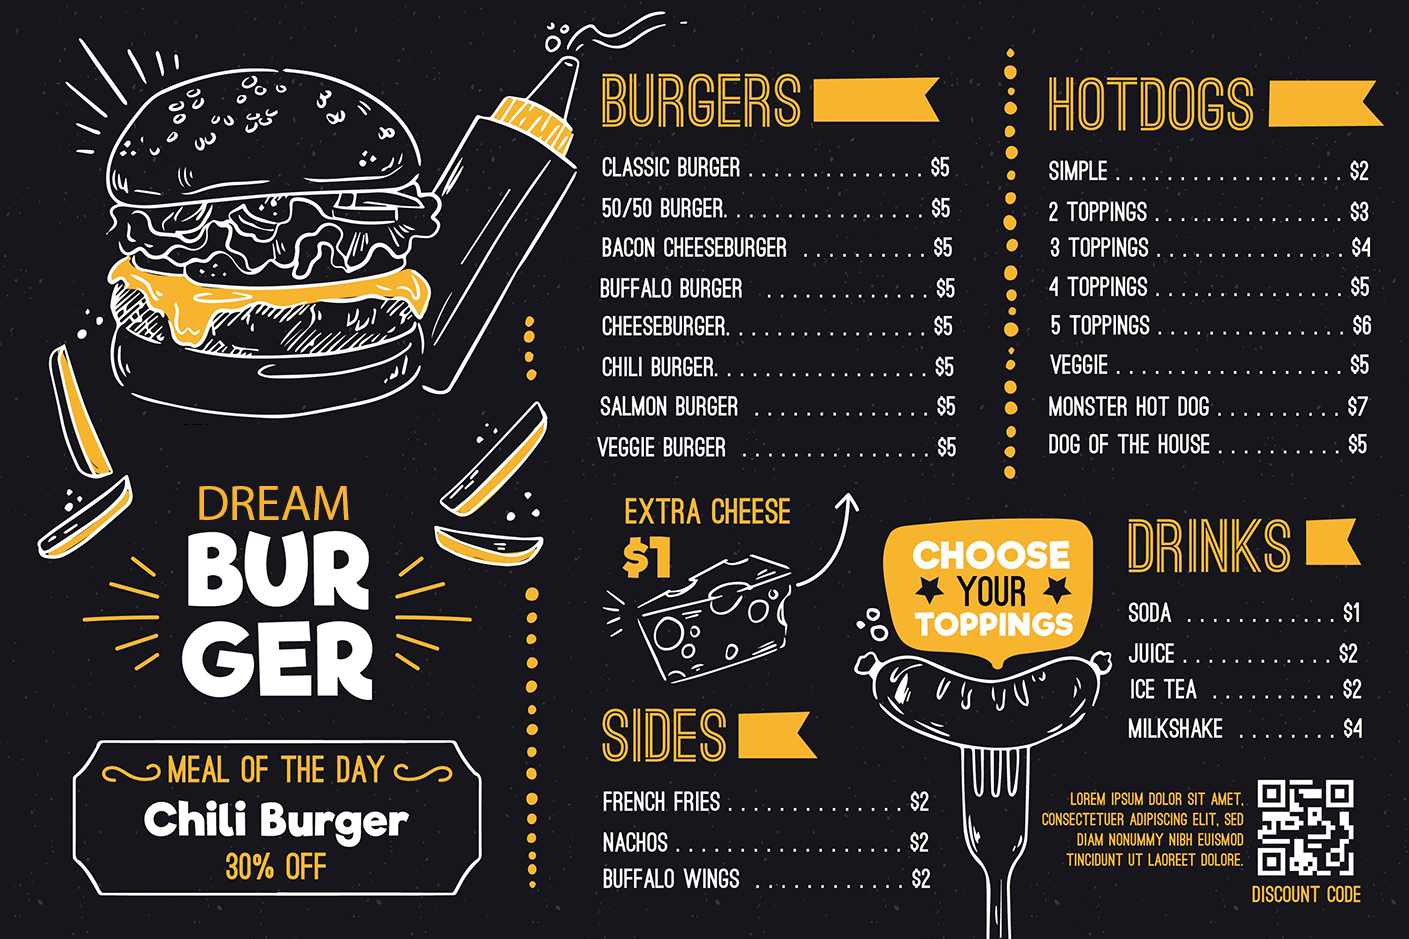 DREAM
BUR
GER
MEAL OF THE DAY
Chili Burger
30% OFF
BURGERS
CLASSIC BURGER . . . . . . . . . . . . . . $5
50/50 BURGER. . . . . . . . . . . . . . . . $5
BACON CHEESEBURGER . . . . . . . . . . $5
BUFFALO BURGER . . . . . . . . . . . . . $5
CHEESEBURGER. . . . . . . . . . . . . . . . $5
CHILI BURGER. . . . . . . . . . . . . . . . . $5
SALMON BURGER . . . . . . . . . . . . . . $5
VEGGIE BURGER . . . . . . . . . . . . . . . $5
EXTRA CHEESE
$1
SIDES
FRENCH FRIES . . . . . . . . . . . . . . $2
NACHOS . . . . . . . . . . . . . . . . . . $2
BUFFALO WINGS . . . . . . . . . . . . $2
HOTDOGS
SIMPLE . . . . . . . . . . . . . . . . . . $2
2 TOPPINGS . . . . . . . . . . . . . . . $3
3 TOPPINGS . . . . . . . . . . . . . . . $4
4 TOPPINGS . . . . . . . . . . . . . . . $5
5 TOPPINGS . . . . . . . . . . . . . . . $6
VEGGIE . . . . . . . . . . . . . . . . . . $5
MONSTER HOT DOG . . . . . . . . . . $7
DOG OF THE HOUSE . . . . . . . . . . $5
CHOOSE
YOUR
TOPPINGS
DRINKS
SODA . . . . . . . . . . . . $1
JUICE . . . . . . . . . . . . $2
ICE TEA . . . . . . . . . . $2
MILKSHAKE . . . . . . . . $4
LOREM IPSUM DOLOR SIT AMET,
CONSECTETUER ADIPISCING ELIT, SED
DIAM NONUMMY NIBH EUISMOD
TINCIDUNT UT LAOREET DOLORE.
DISCOUNT CODE